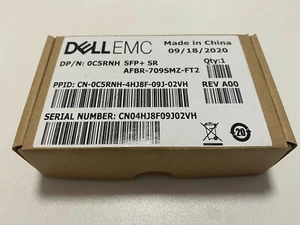 DELLEMC
Made in China
09/18/2020
DP/N: 0C5RNH SFP+ SR
Qty:1
AFBR-709SMZ-FT2
PPID: CN-0C5RNH-4HJ8F-09J-02VH
REV A00
SERIAL NUMBER: CN04HJ8F09J02VH
20